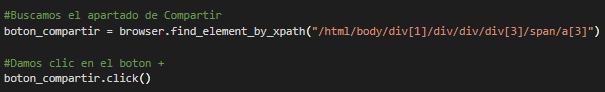 #Buscamos el apartado de Compartir
boton_compartir = browser.find_element_by_xpath("/html/body/div[1]/div/div/div[3]/span/a[3]")
#Damos clic en el boton +
boton_compartir.click()